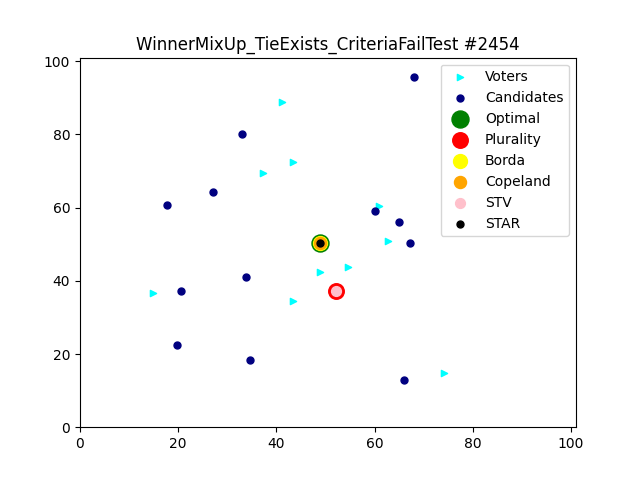 WinnerMixUp_TieExists_CriteriaFailTest #2454
100
80
60
40
20
0
0
20
40
60
80
100
Voters
Candidates
Optimal
Plurality
Borda
Copeland
STV
STAR